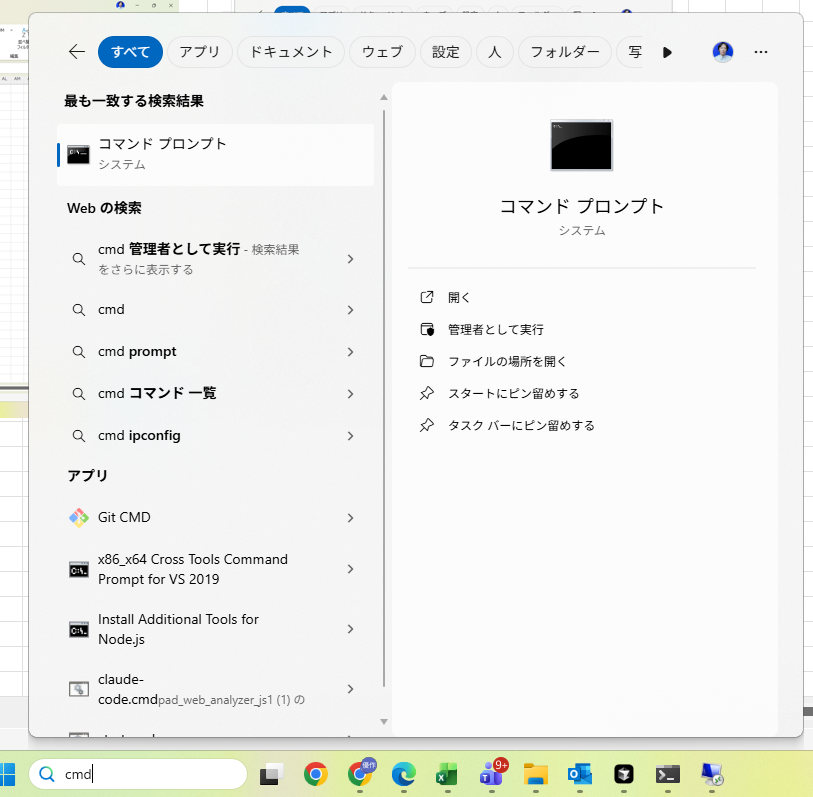 すべて
アプリ
ドキュメント
ウェブ
設定
人
フォルダー
写
最も一致する検索結果
コマンド プロンプト
システム
Web の検索
cmd 管理者として実行 - 検索結果
をさらに表示する
cmd
cmd prompt
cmd コマンド 一覧
cmd ipconfig
アプリ
Git CMD
x86_x64 Cross Tools Command
Prompt for VS 2019
Install Additional Tools for
Node.js
claude-
code.cmdpad_web_analyzer_js1 (1) の
コマンド プロンプト
システム
開く
管理者として実行
ファイルの場所を開く
スタートにピン留めする
タスク バーにピン留めする
cmd
優作
9+